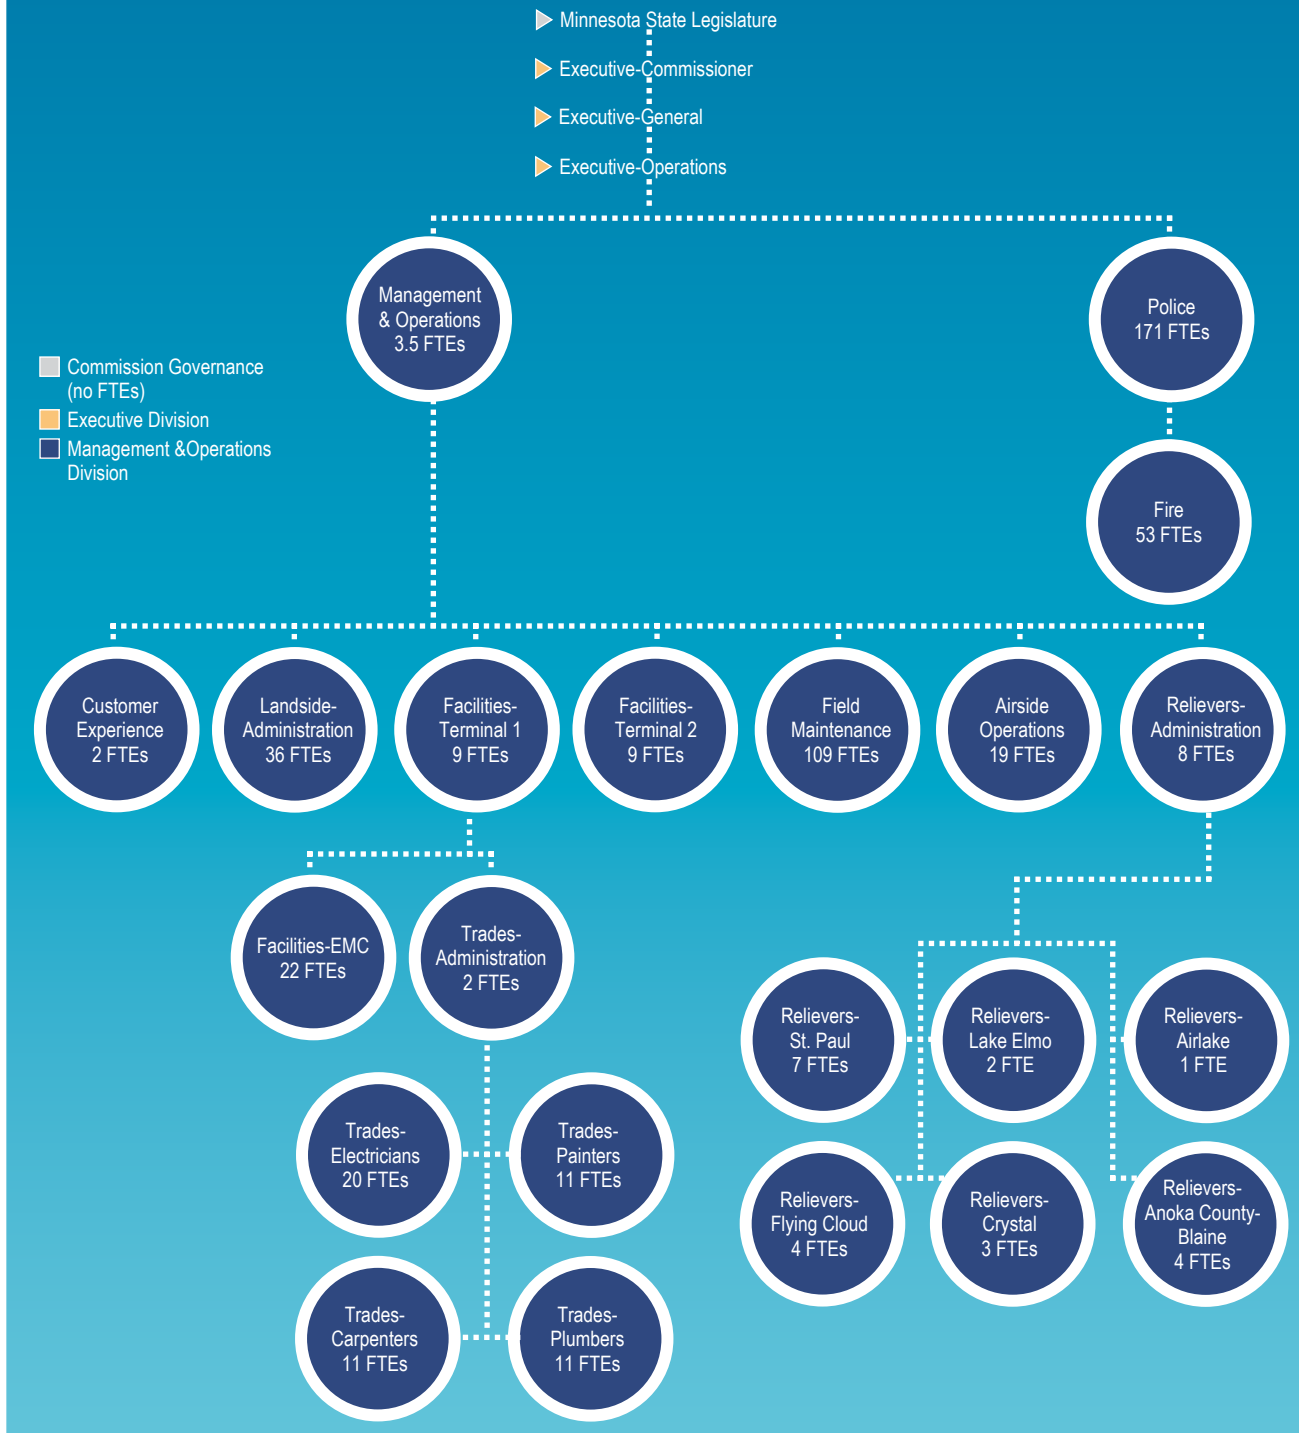 Minnesota State Legislature
Executive-Commissioner
Executive-General
Executive-Operations
Management
& Operations
3.5 FTEs
Police
171 FTEs
Commission Governance
(no FTEs)
Executive Division
Management &Operations
Division
Fire
53 FTEs
Customer
Experience
2 FTEs
Landside-
Administration
36 FTEs
Facilities-
Terminal 1
9 FTEs
Facilities-
Terminal 2
9 FTEs
Field
Maintenance
109 FTEs
Airside
Operations
19 FTEs
Relievers-
Administration
8 FTEs
Facilities-EMC
22 FTEs
Trades-
Administration
2 FTEs
Relievers-
St. Paul
7 FTEs
Relievers-
Lake Elmo
2 FTE
Relievers-
Airlake
1 FTE
Trades-
Electricians
20 FTEs
Trades-
Painters
11 FTEs
Relievers-
Flying Cloud
4 FTEs
Relievers-
Crystal
3 FTEs
Relievers-
Anoka County-
Blaine
4 FTEs
Trades-
Carpenters
11 FTEs
Trades-
Plumbers
11 FTEs